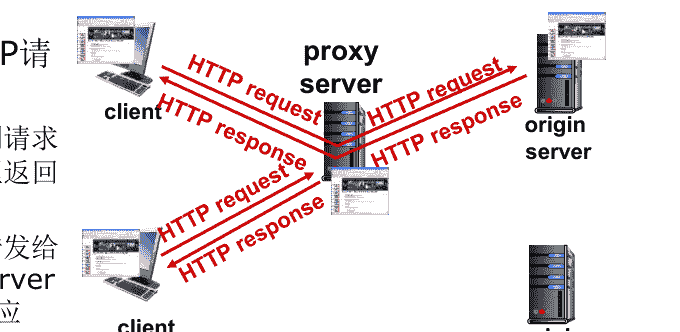 P请
求
请求
返回
发给
rver
应
client
HTTP request
HTTP response
proxy
server
HTTP request
HTTP response
origin
server
HTTP request
HTTP response
client